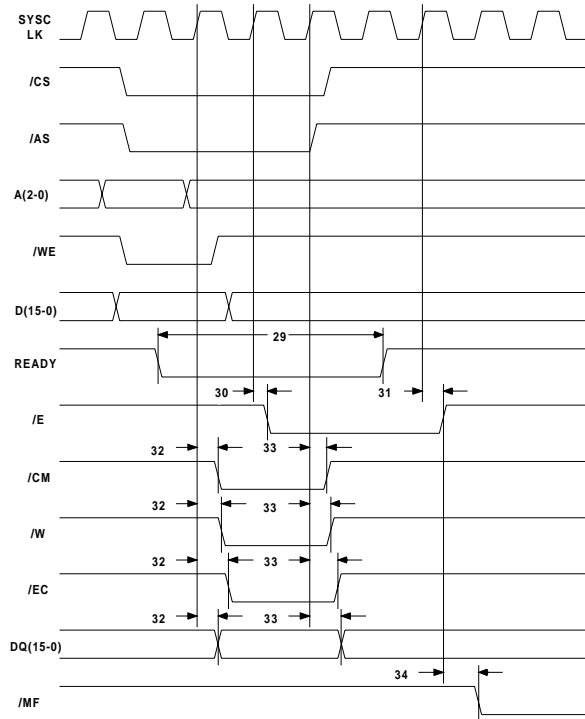 SYSC
LK
/CS
/AS
A(2-0)
/WE
D(15-0)
29
READY
30
31
/E
32
33
/CM
32
33
/W
32
33
/EC
32
33
DQ(15-0)
34
/MF